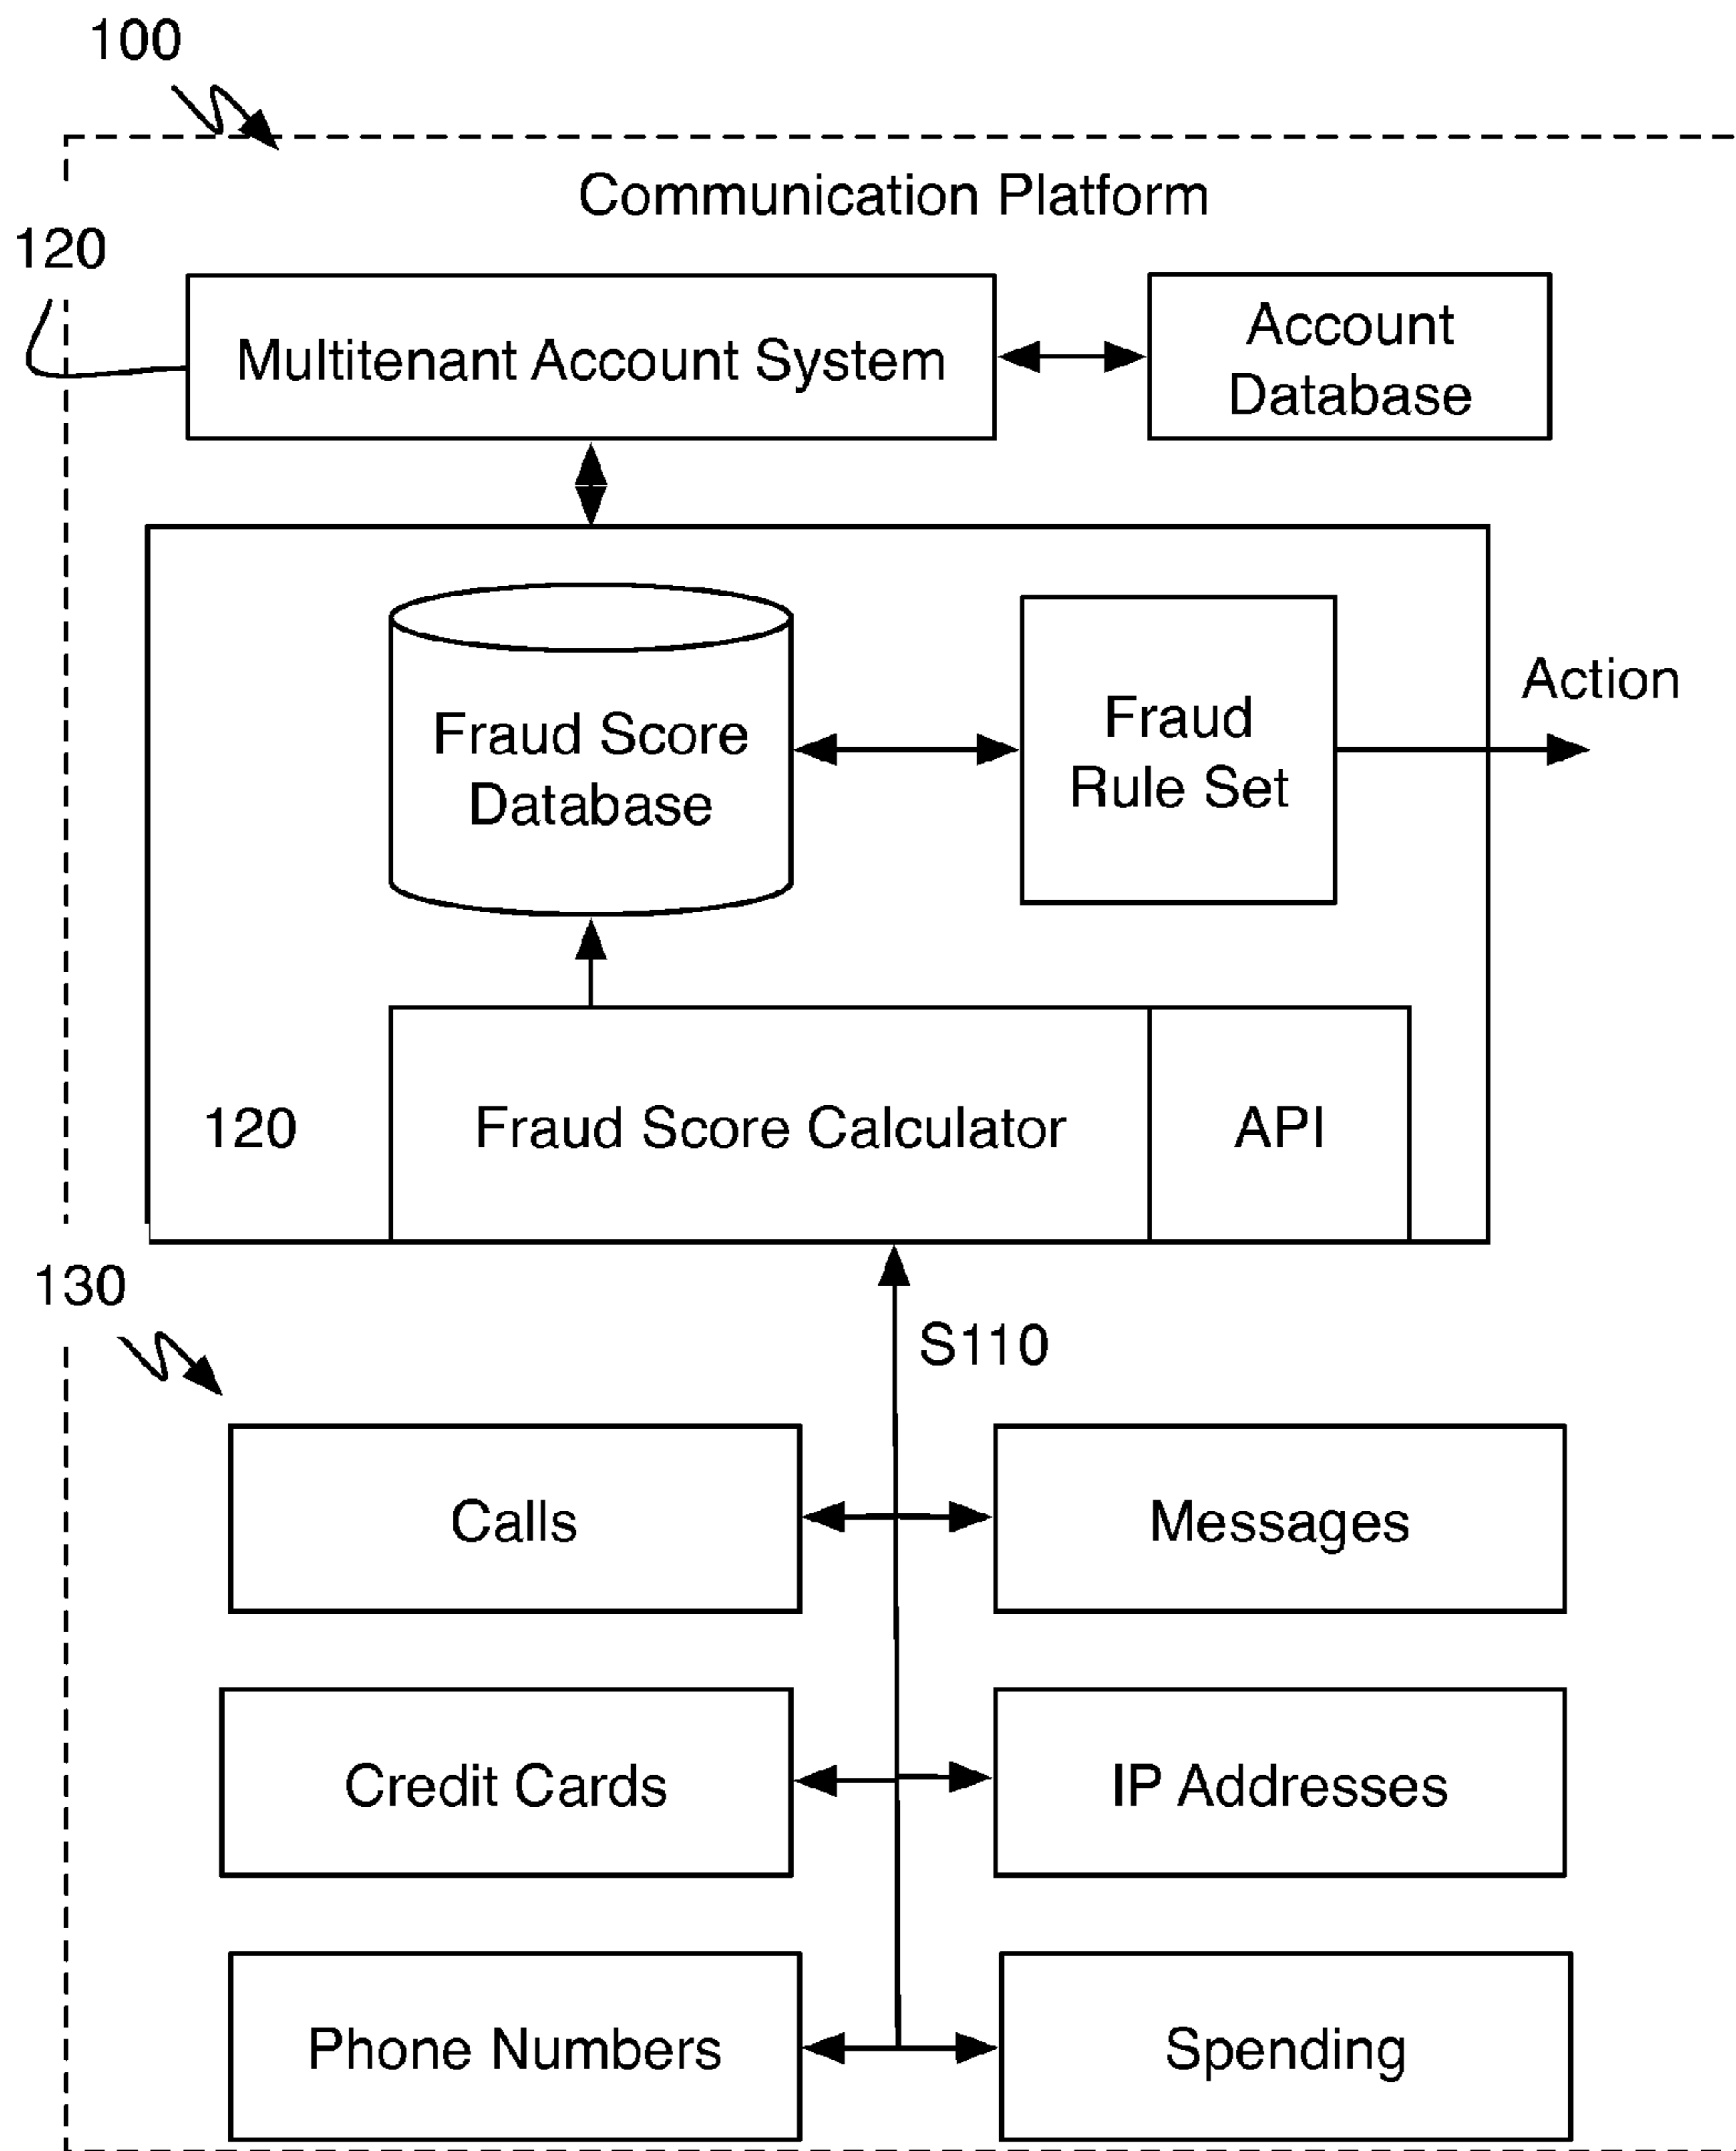 100
Communication Platform
120
Multitenant Account System
Account
Database
Fraud Score
Database
Fraud
Rule Set
Action
120
Fraud Score Calculator
API
130
S110
Calls
Messages
Credit Cards
IP Addresses
Phone Numbers
Spending